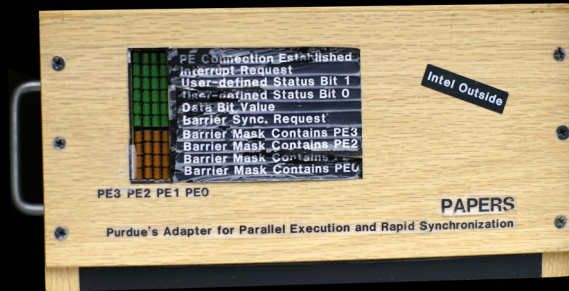 PE Connection Established
Interrupt Request
User-defined Status Bit 1
User-defined Status Bit 0
Data Bit Value
Barrier Sync. Request
Barrier Mask Contains PE3
Barrier Mask Contains PE2
Barrier Mask Contains
Barrier Mask Contains PE0
Intel Outside
PE3 PE2 PE1 PE0
PAPERS
Purdue's Adapter for Parallel Execution and Rapid Synchronization